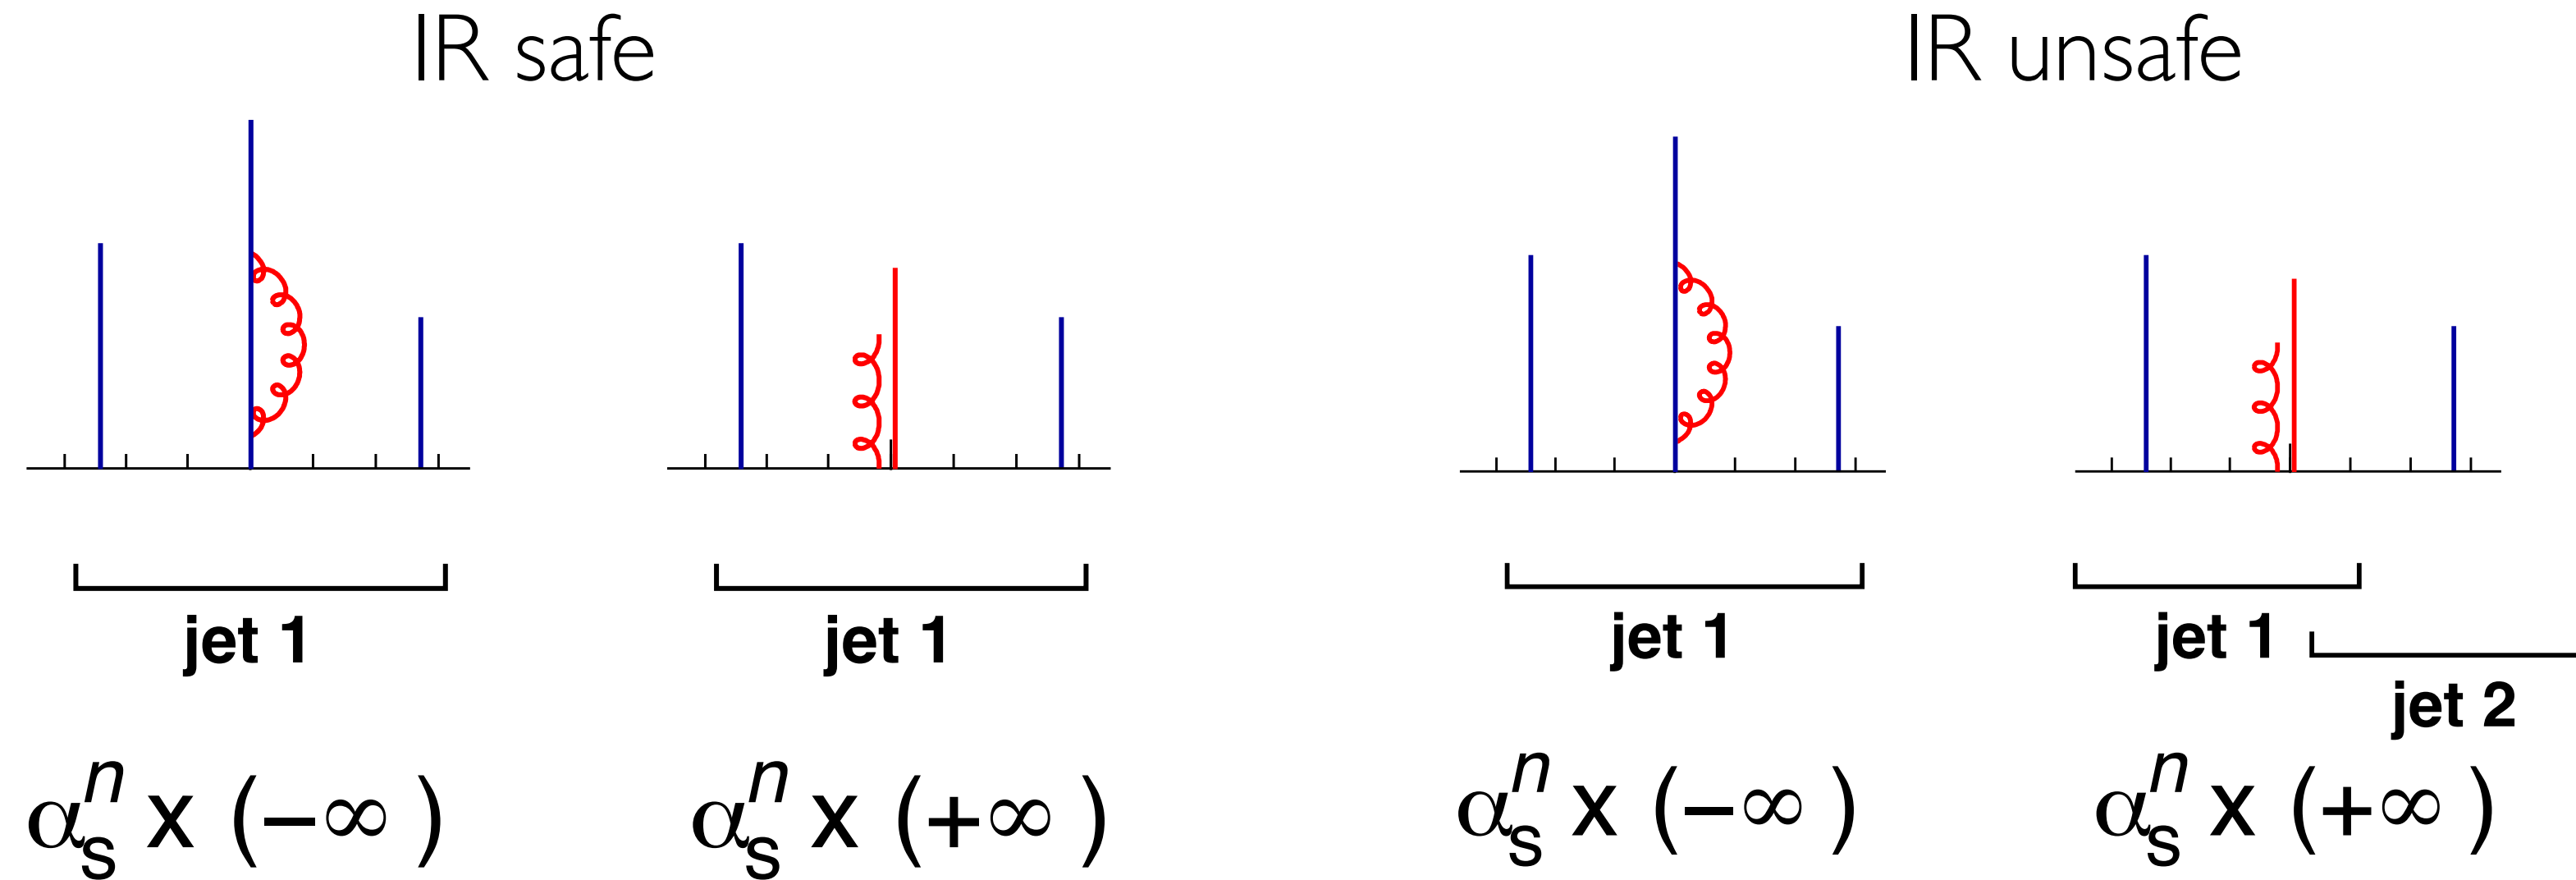 IR safe
IR unsafe
jet 1
jet 1
jet 1
jet 1
jet 2
αₛⁿ x (−∞)
αₛⁿ x (+∞)
αₛⁿ x (−∞)
αₛⁿ x (+∞)